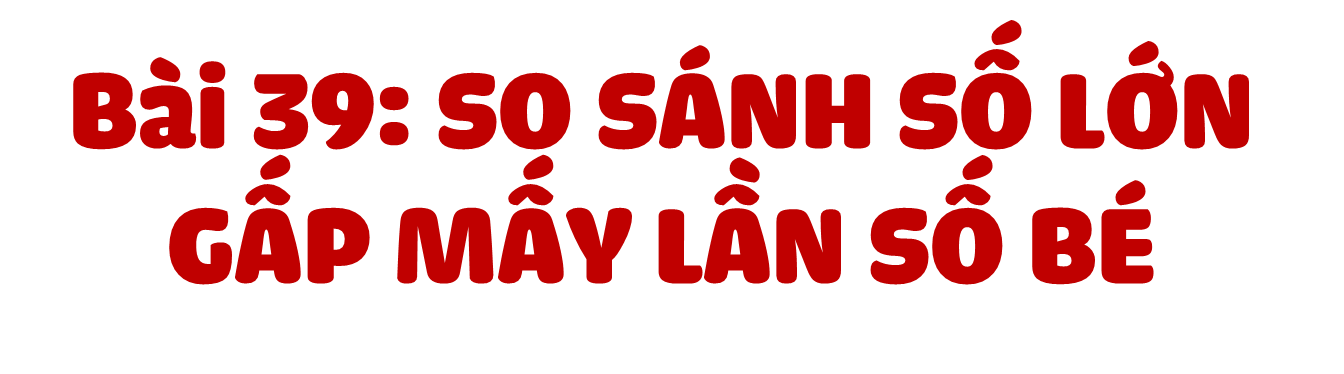 Bài 39: SO SÁNH SỐ LỚN
GẤP MẤY LẦN SỐ BÉ